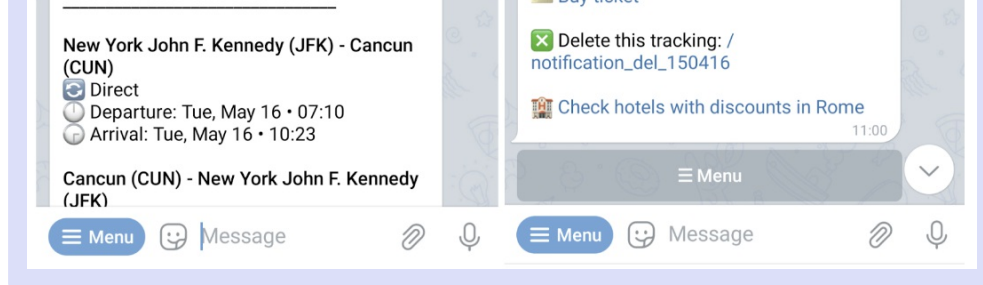 New York John F. Kennedy (JFK) - Cancun
(CUN)
Direct
Departure: Tue, May 16 • 07:10
Arrival: Tue, May 16 • 10:23
Cancun (CUN) - New York John F. Kennedy
(JFK)
Menu
Message
Buy ticket
Delete this tracking: /
notification_del_150416
Check hotels with discounts in Rome
11:00
Menu
Menu
Message